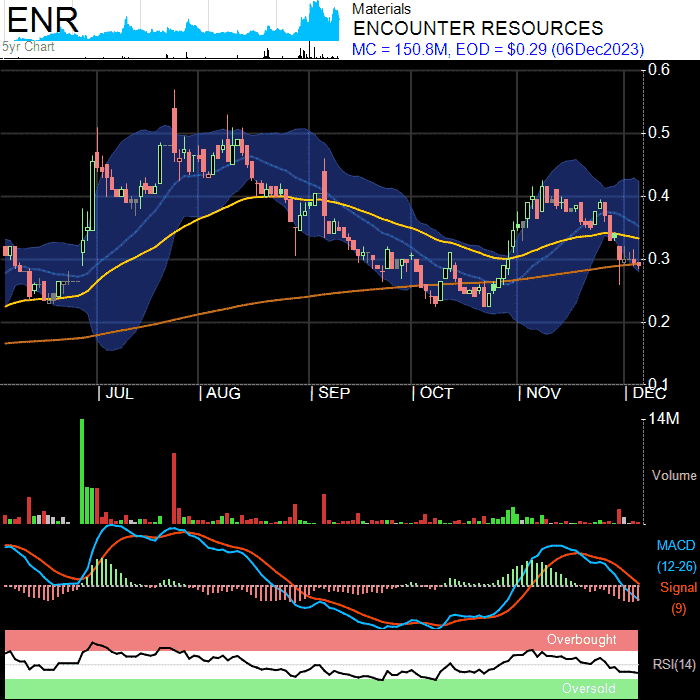 ENR
5yr Chart
Materials
ENCOUNTER RESOURCES
MC = 150.8M, EOD = $0.29 (06Dec2023)
0.6
0.5
0.4
0.3
0.2
0.1
| JUL | AUG | SEP | OCT | NOV | DEC
14M
Volume
MACD
(12-26)
Signal
(9)
Overbought
RSI(14)
Oversold